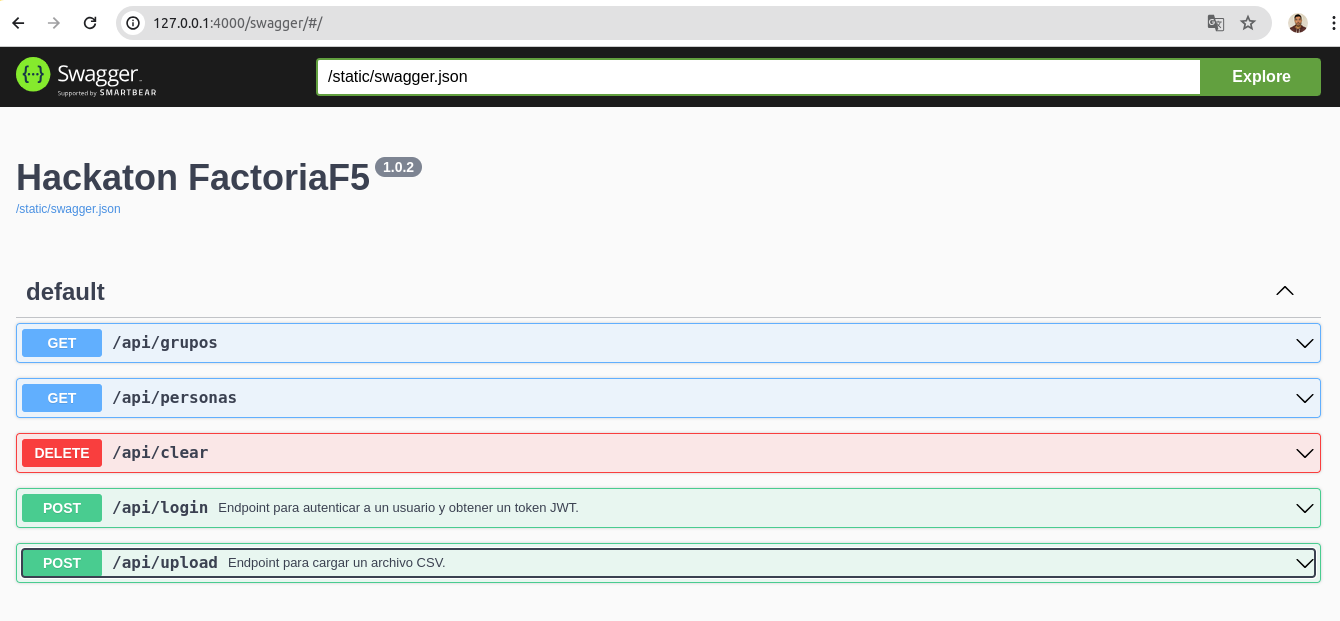 127.0.0.1:4000/swagger/#/
{···} Swagger.
Supported by SMARTBEAR
/static/swagger.json
Explore
Hackaton FactoriaF5 1.0.2
/static/swagger.json
default
GET /api/grupos
GET /api/personas
DELETE /api/clear
POST /api/login Endpoint para autenticar a un usuario y obtener un token JWT.
POST /api/upload Endpoint para cargar un archivo CSV.